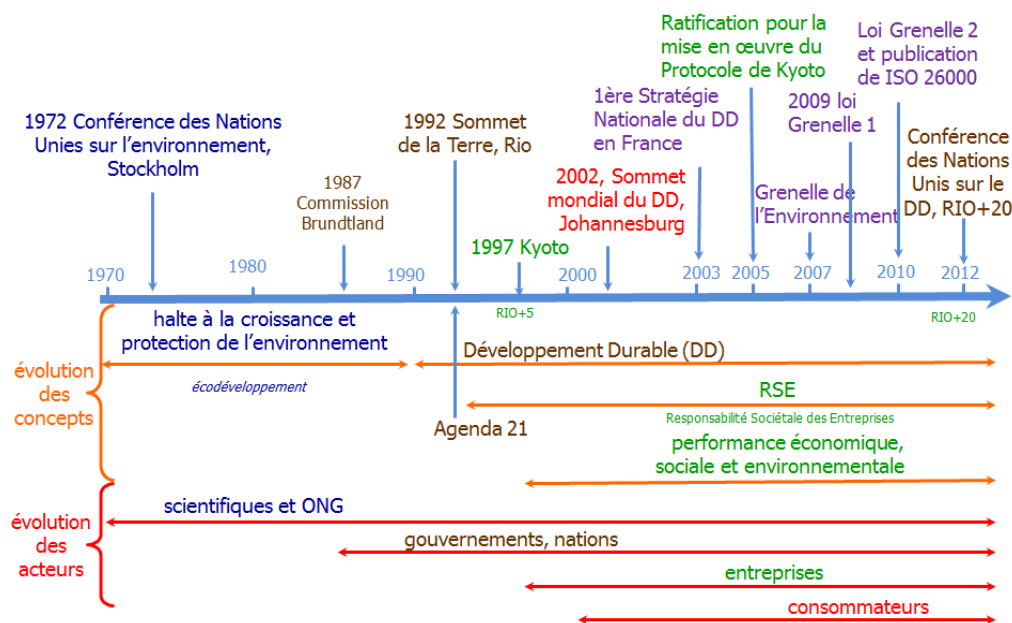 1972 Conférence des Nations
Unies sur l’environnement,
Stockholm
1987
Commission
Brundtland
1992 Sommet
de la Terre, Rio
1997 Kyoto
2002, Sommet
mondial du DD,
Johannesburg
1ère Stratégie
Nationale du DD
en France
Ratification pour la
mise en œuvre du
Protocole de Kyoto
Grenelle de
l’Environnement
2009 loi
Grenelle 1
Loi Grenelle 2
et publication
de ISO 26000
Conférence
des Nations
Unis sur le
DD, RIO+20
1970
1980
1990
2000
2003
2005
2007
2010
2012
RIO+5
RIO+20
évolution
des
concepts
halte à la croissance et
protection de l’environnement
écodéveloppement
Développement Durable (DD)
Agenda 21
RSE
Responsabilité Sociétale des Entreprises
performance économique,
sociale et environnementale
évolution
des
acteurs
scientifiques et ONG
gouvernements, nations
entreprises
consommateurs